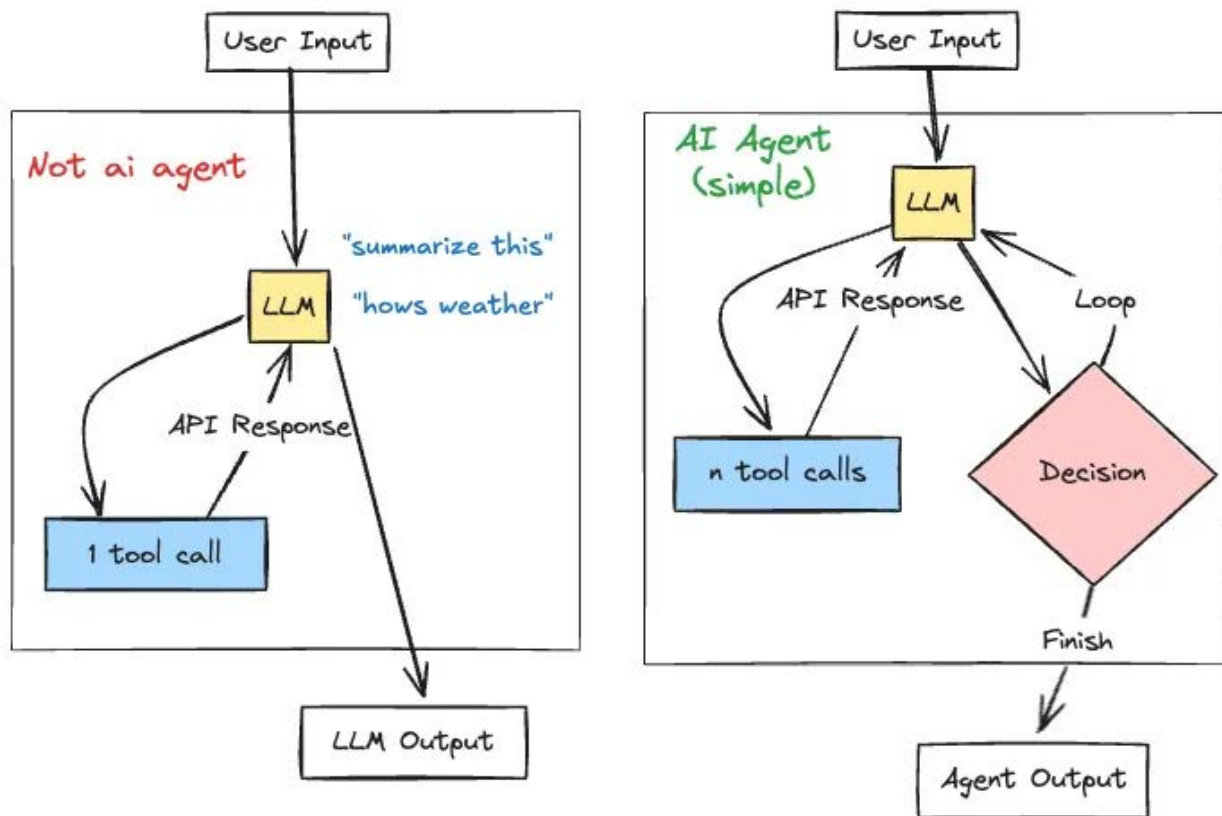 User Input
Not ai agent
"summarize this"
LLM
"hows weather"
API Response
1 tool call
LLM Output
User Input
AI Agent
(simple)
LLM
API Response
Loop
n tool calls
Decision
Finish
Agent Output